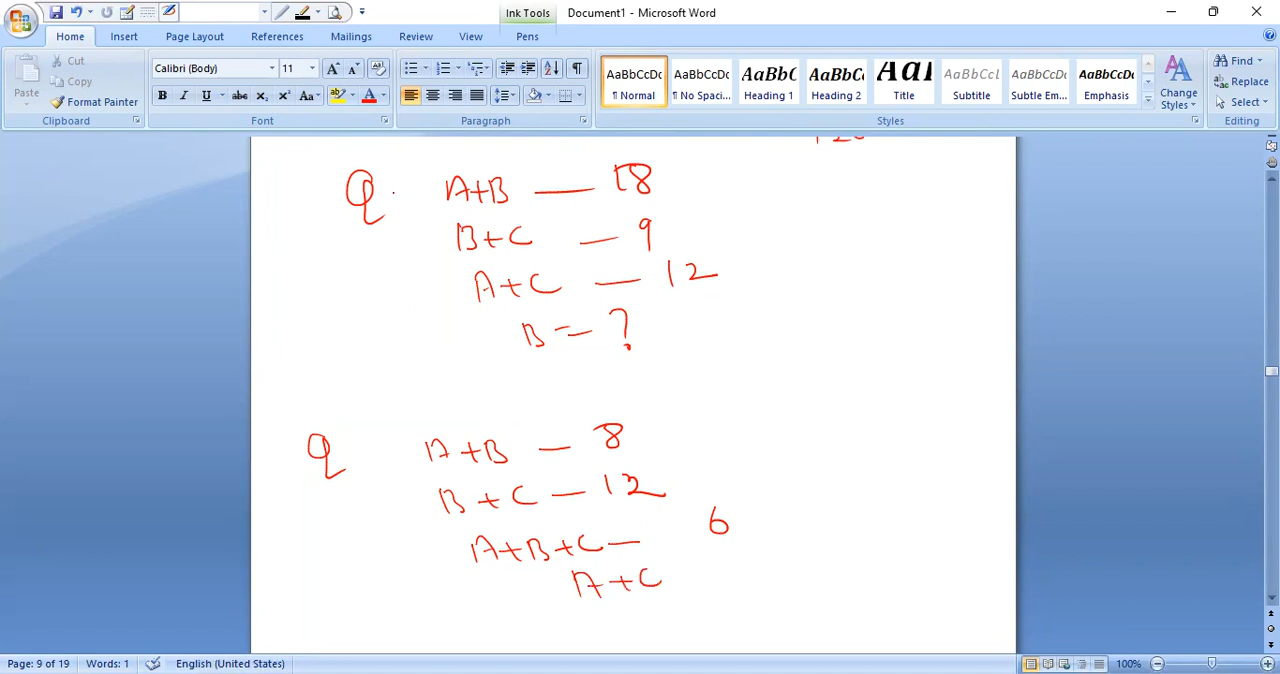 Ink Tools
Document1 - Microsoft Word
Home Insert Page Layout References Mailings Review View Pens
Paste
Cut
Copy
Format Painter
Clipboard
Calibri (Body) 11
Font
Paragraph
AaBbCcDc AaBbCcDc AaBbC AaBbCc AaB AaBbCcL AaBbCcDc AaBbCcDc
¶ Normal ¶ No Spaci... Heading 1 Heading 2 Title Subtitle Subtle Em... Emphasis
Styles
Change Styles
Find
Replace
Select
Editing
Q. A+B — 18
B+C — 9
A+C — 12
B = ?
Q A+B — 8
B+C — 12
A+B+C — 6
A+C
Page: 9 of 19 Words: 1 English (United States) 100%